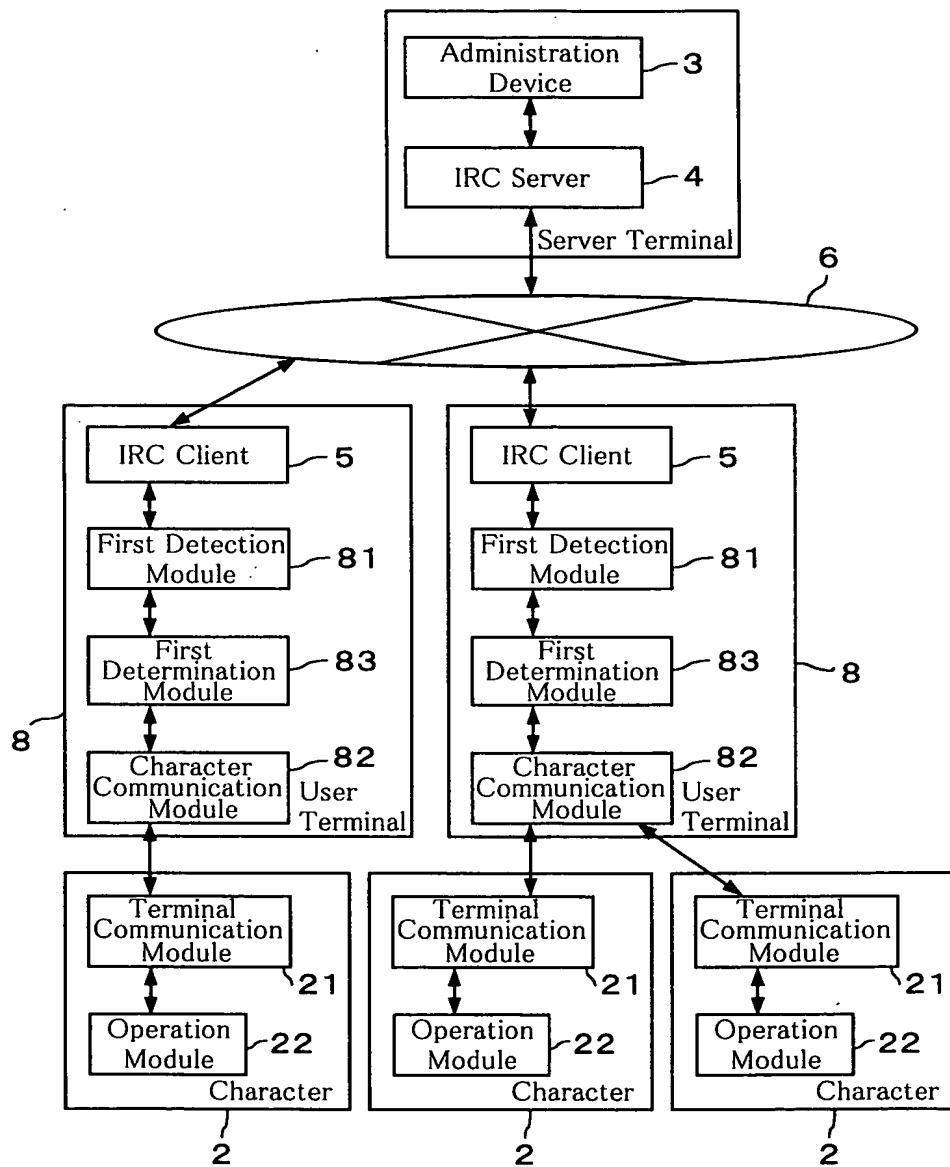 Administration
Device
3
IRC Server
4
Server Terminal
6
IRC Client
5
IRC Client
5
First Detection
Module
81
First Detection
Module
81
First
Determination
Module
83
First
Determination
Module
83
8
8
Character
Communication
Module
82
User
Terminal
Character
Communication
Module
82
User
Terminal
Terminal
Communication
Module
21
Terminal
Communication
Module
21
Terminal
Communication
Module
21
Operation
Module
22
Operation
Module
22
Operation
Module
22
Character
Character
Character
2
2
2